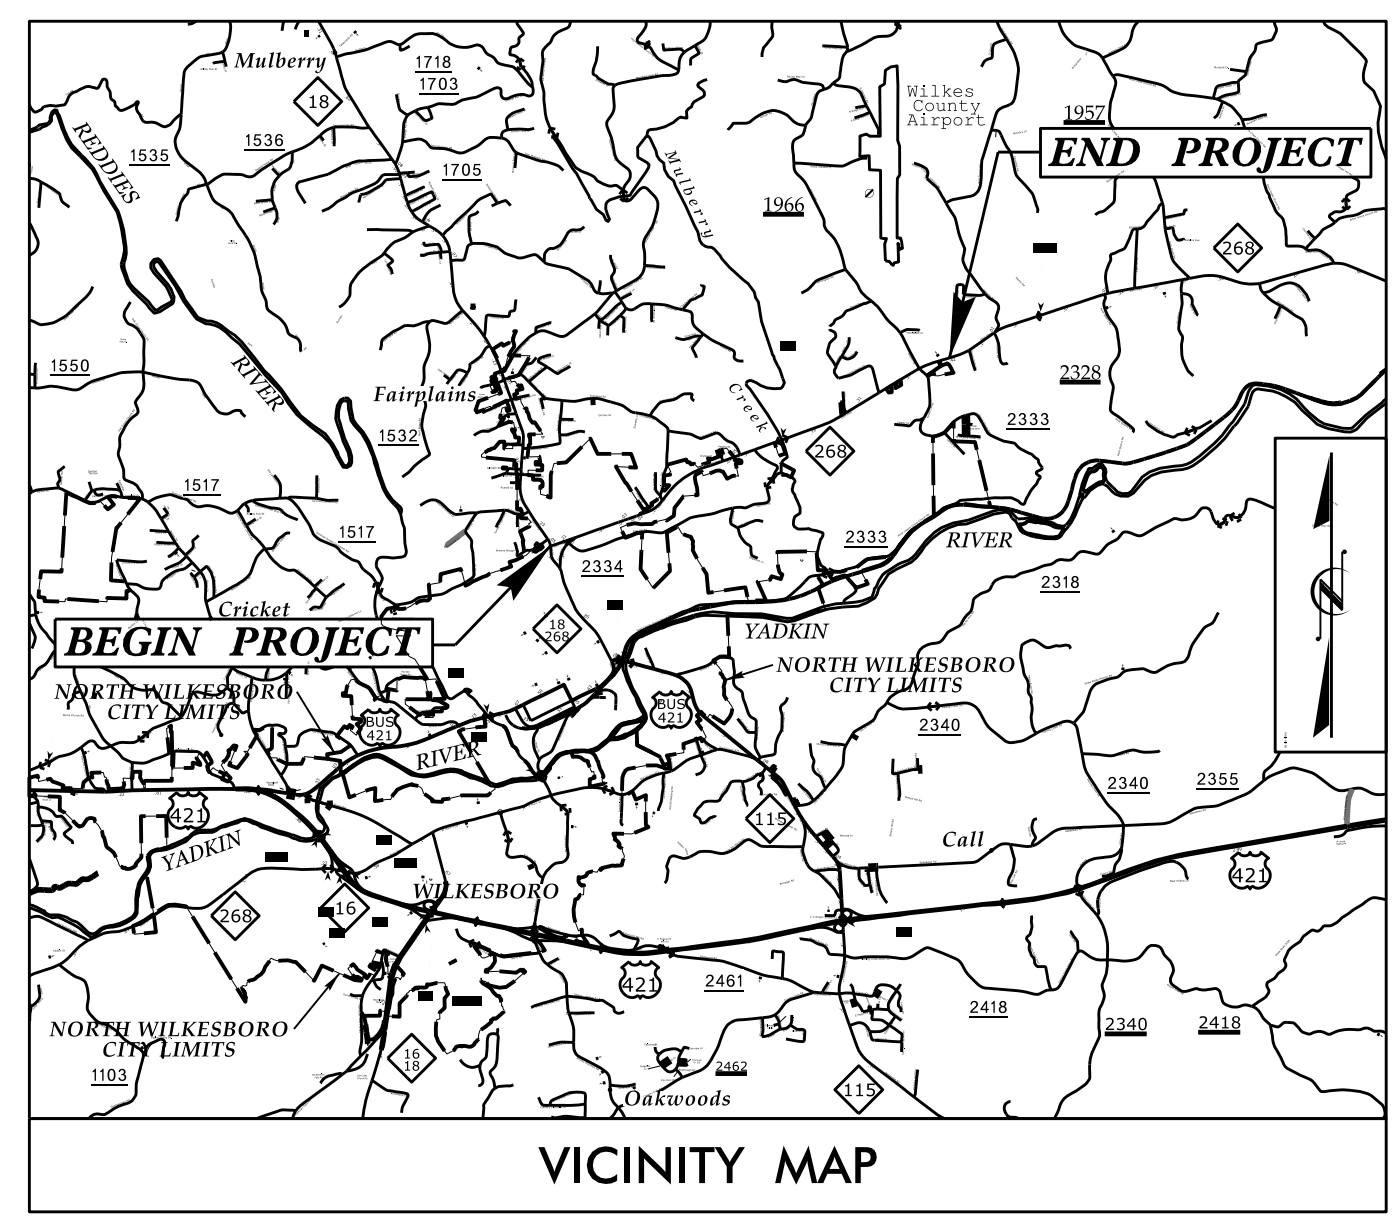 Mulberry
18
1718
1703
Wilkes
County
Airport
1957
END PROJECT
REDDIES
1535
1536
1705
Mulberry
1966
268
1550
RIVER
Fairplains
1532
Creek
268
2328
2333
1517
1517
2334
2333
RIVER
2318
Cricket
BEGIN PROJECT
18
268
YADKIN
NORTH WILKESBORO
CITY LIMITS
NORTH WILKESBORO
CITY LIMITS
BUS
421
BUS
421
2340
RIVER
2340
2355
421
115
YADKIN
Call
421
WILKESBORO
268
16
421
2461
2418
2340
2418
NORTH WILKESBORO
CITY LIMITS
16
18
1103
2462
115
Oakwoods
N
VICINITY MAP